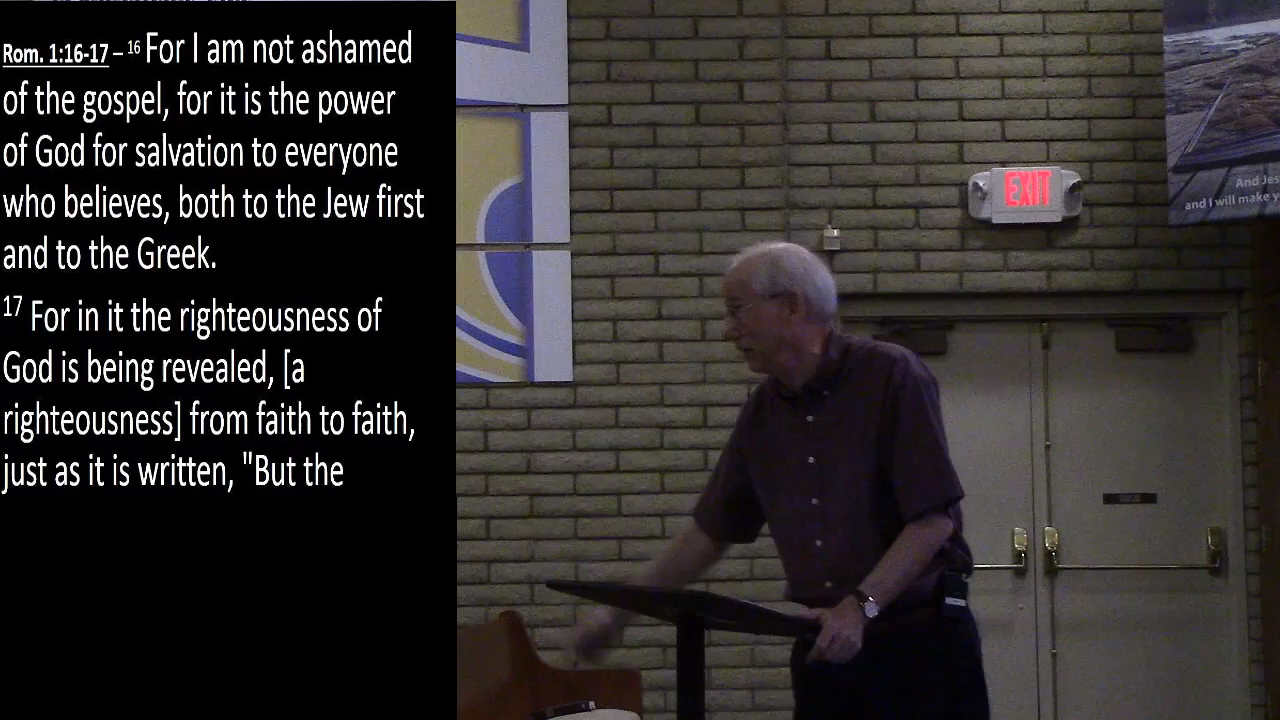 Rom. 1:16-17 – 16 For I am not ashamed
of the gospel, for it is the power
of God for salvation to everyone
who believes, both to the Jew first
and to the Greek.
17 For in it the righteousness of
God is being revealed, [a
righteousness] from faith to faith,
just as it is written, "But the
EXIT
And Jes
and I will make y